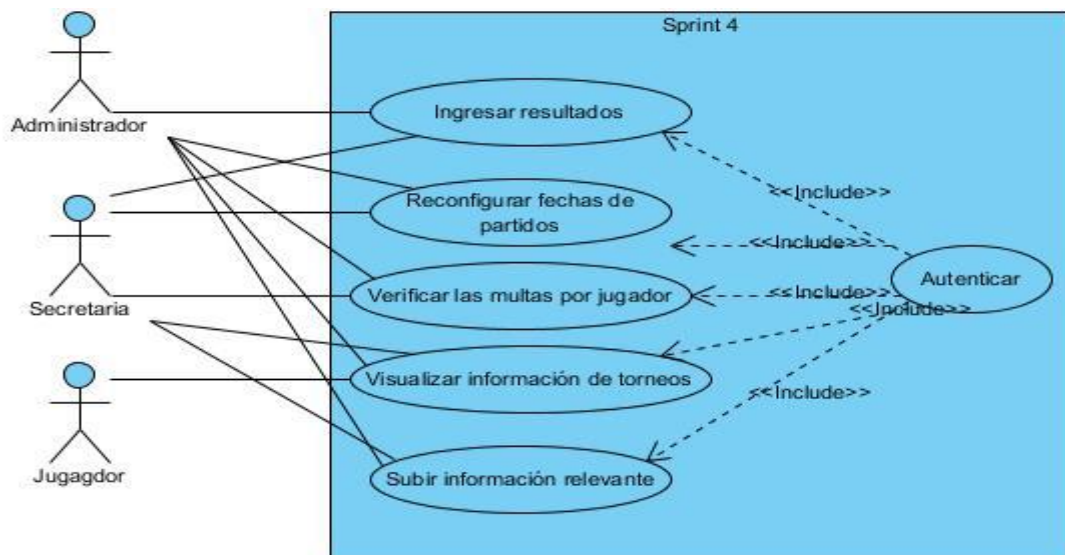 Sprint 4
Administrador
Ingresar resultados
<<Include>>
Reconfigurar fechas de
partidos
<<Include>>
Secretaria
Verificar las multas por jugador
<<Include>>
Autenticar
<<Include>>
Visualizar información de torneos
<<Include>>
Jugagdor
Subir información relevante